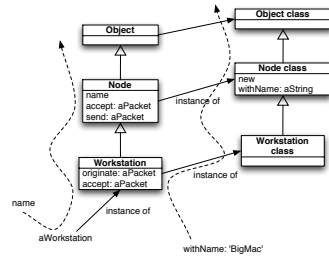 Object class
Object
Node class
new
withName: aString
Node
name
accept: aPacket
send: aPacket
instance of
Workstation
class
Workstation
originate: aPacket
accept: aPacket
instance of
name
instance of
aWorkstation
withName: 'BigMac'